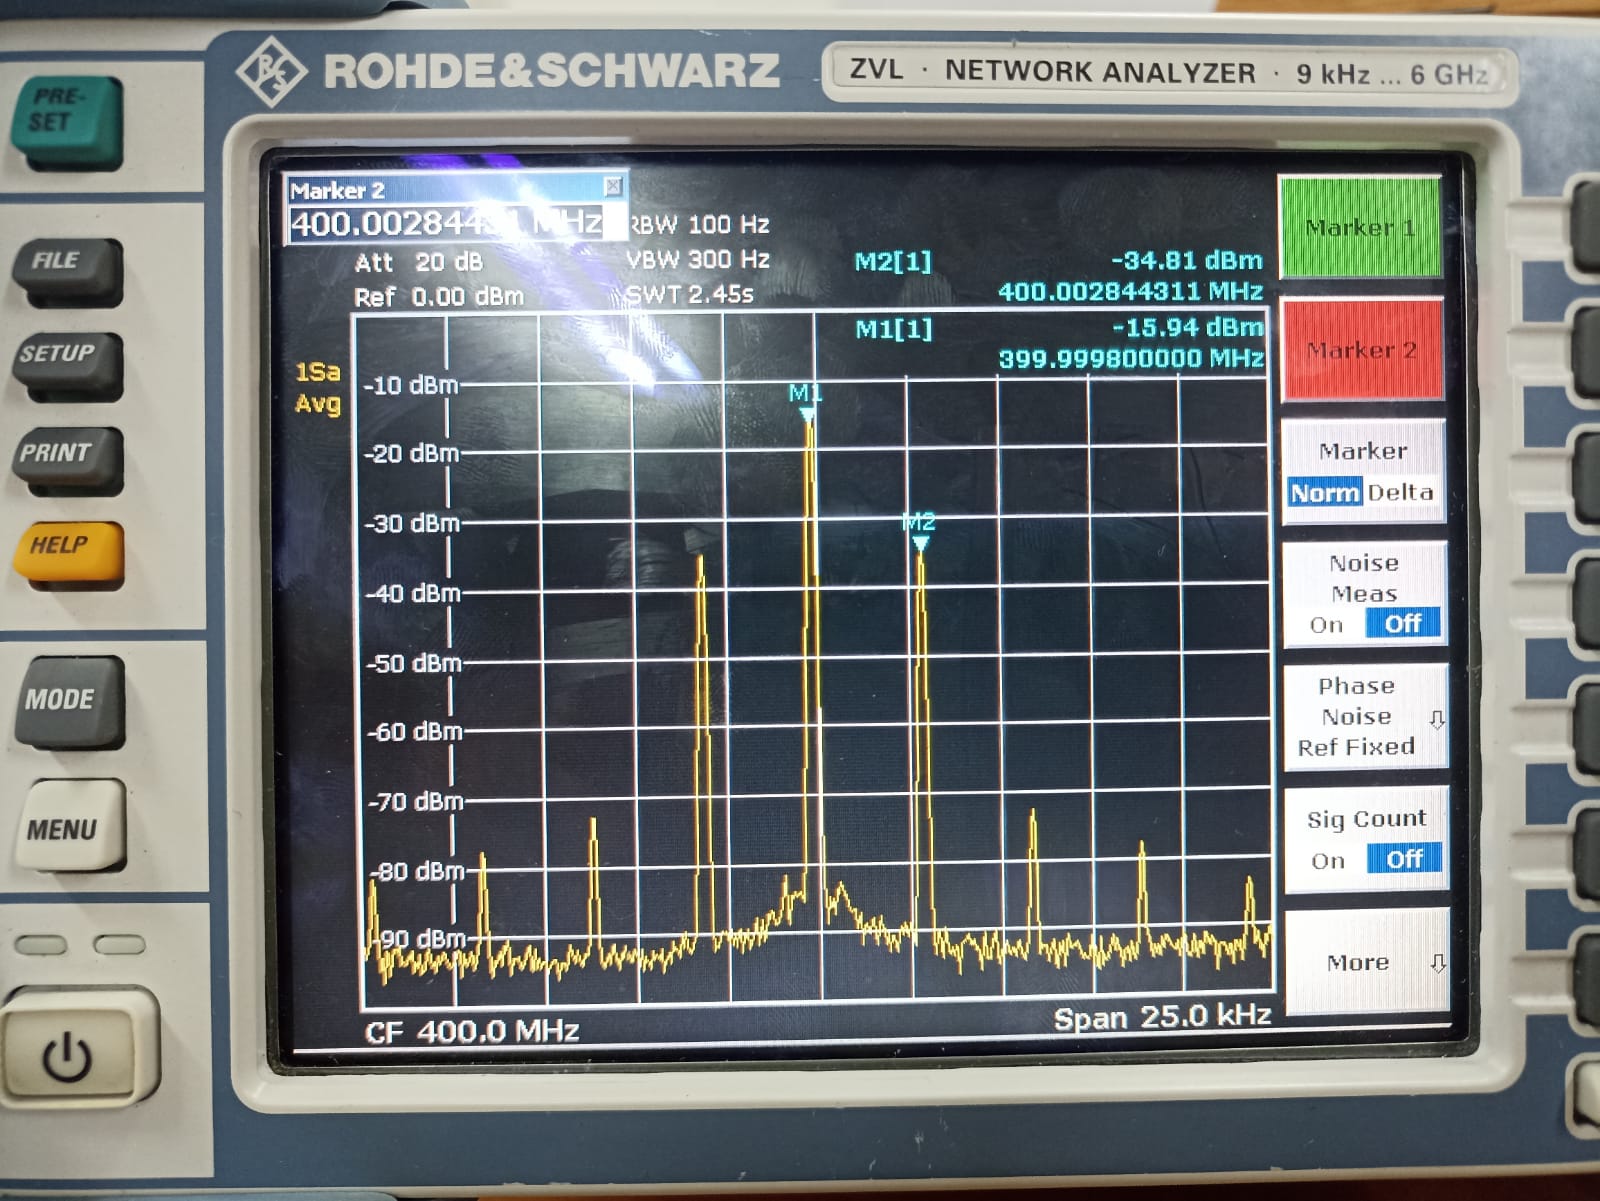 ROHDE&SCHWARZ
ZVL · NETWORK ANALYZER · 9 kHz ... 6 GHz
PRE-
SET
FILE
SETUP
PRINT
HELP
MODE
MENU
Marker 2
400.002844311 MHz
RBW 100 Hz
Att 20 dB
VBW 300 Hz
Ref 0.00 dBm
SWT 2.45s
M2[1]
-34.81 dBm
400.002844311 MHz
M1[1]
-15.94 dBm
399.999800000 MHz
1Sa
Avg
-10 dBm
-20 dBm
-30 dBm
-40 dBm
-50 dBm
-60 dBm
-70 dBm
-80 dBm
-90 dBm
M1
M2
CF 400.0 MHz
Span 25.0 kHz
Marker 1
Marker 2
Marker
Norm Delta
Noise
Meas
On Off
Phase
Noise
Ref Fixed
Sig Count
On Off
More